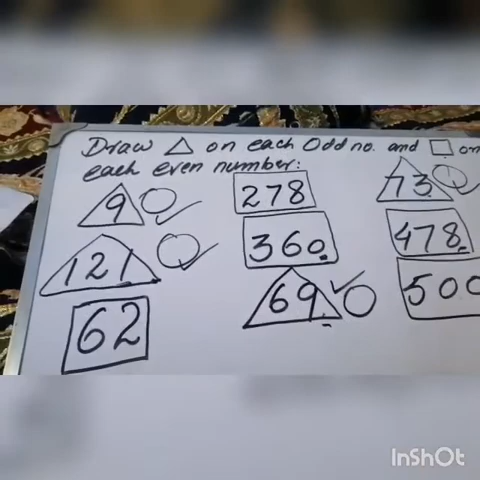 Draw △ on each Odd no. and □ on
each even number:
9 278 73
121 360 478
62 69 500
InShOt